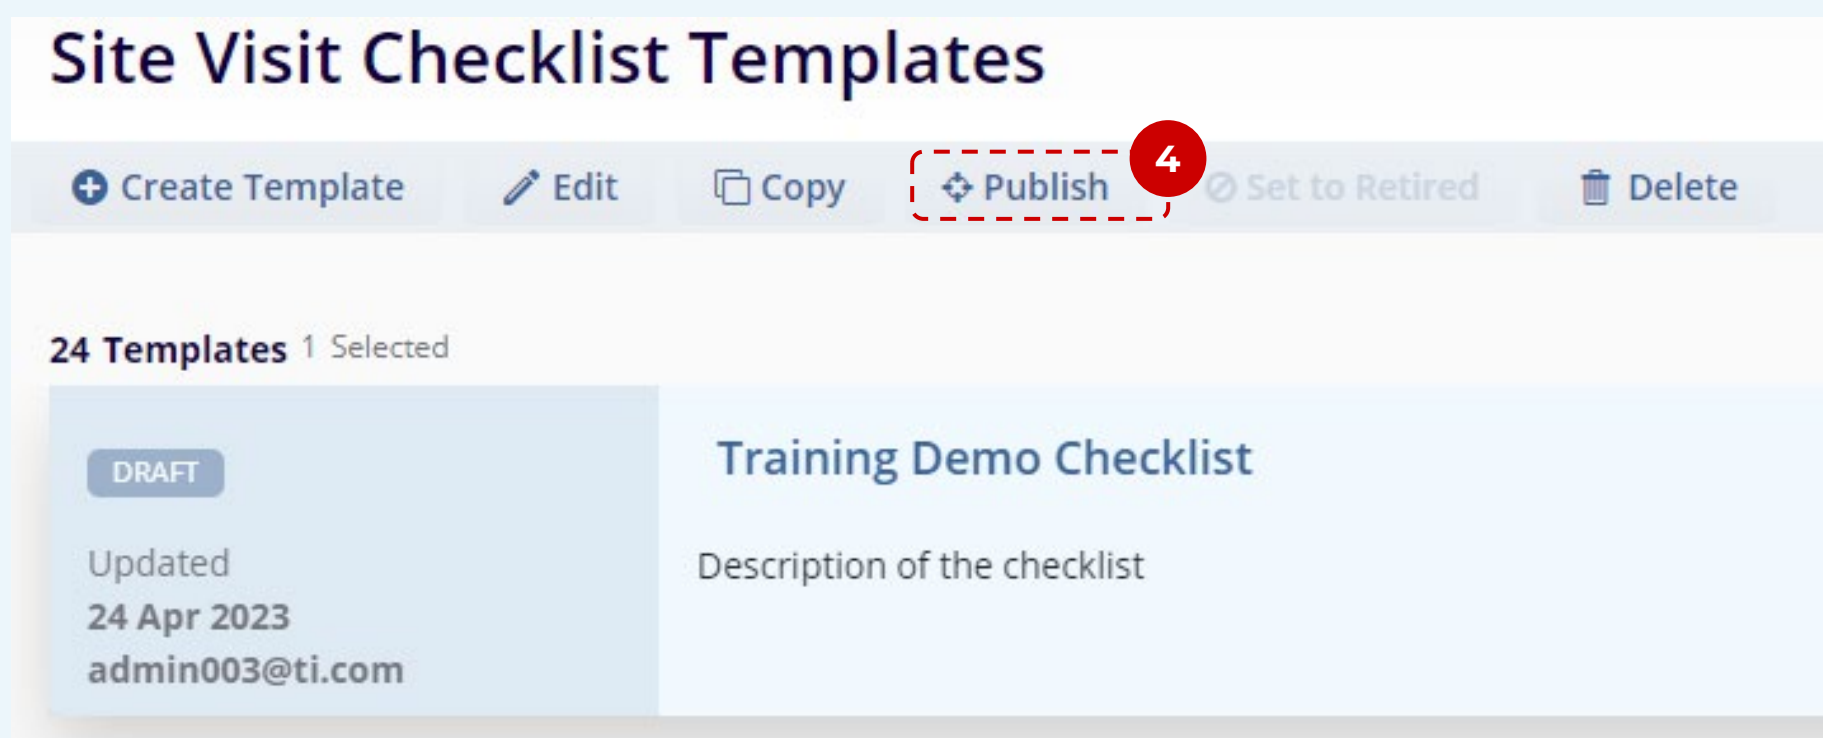 Site Visit Checklist Templates
Create Template Edit Copy Publish 4 Set to Retired Delete
24 Templates 1 Selected
DRAFT
Training Demo Checklist
Updated
Description of the checklist
24 Apr 2023
admin003@ti.com